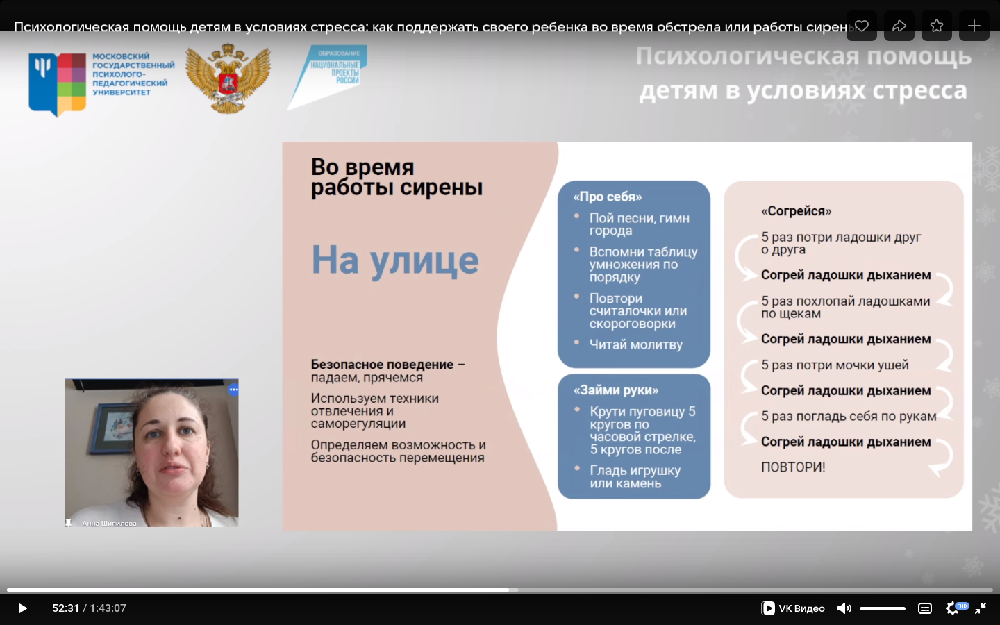 Психологическая помощь детям в условиях стресса: как поддержать своего ребенка во время обстрела или работы сирены
МОСКОВСКИЙ
ГОСУДАРСТВЕННЫЙ
ПСИХОЛОГО-
ПЕДАГОГИЧЕСКИЙ
УНИВЕРСИТЕТ
ОБРАЗОВАНИЕ
НАЦИОНАЛЬНЫЕ
ПРОЕКТЫ
РОССИИ
Психологическая помощь
детям в условиях стресса
Во время
работы сирены
На улице
Безопасное поведение –
падаем, прячемся
Используем техники
отвлечения и
саморегуляции
Определяем возможность и
безопасность перемещения
«Про себя»
• Пой песни, гимн
города
• Вспомни таблицу
умножения по
порядку
• Повтори
считалочки или
скороговорки
• Читай молитву
«Займи руки»
• Крути пуговицу 5
кругов по
часовой стрелке,
5 кругов после
• Гладь игрушку
или камень
«Согрейся»
5 раз потри ладошки друг
о друга
Согрей ладошки дыханием
5 раз похлопай ладошками
по щекам
Согрей ладошки дыханием
5 раз потри мочки ушей
Согрей ладошки дыханием
5 раз погладь себя по рукам
Согрей ладошки дыханием
ПОВТОРИ!
Анна Шипилова
52:31 / 1:43:07
VK Видео
FHD